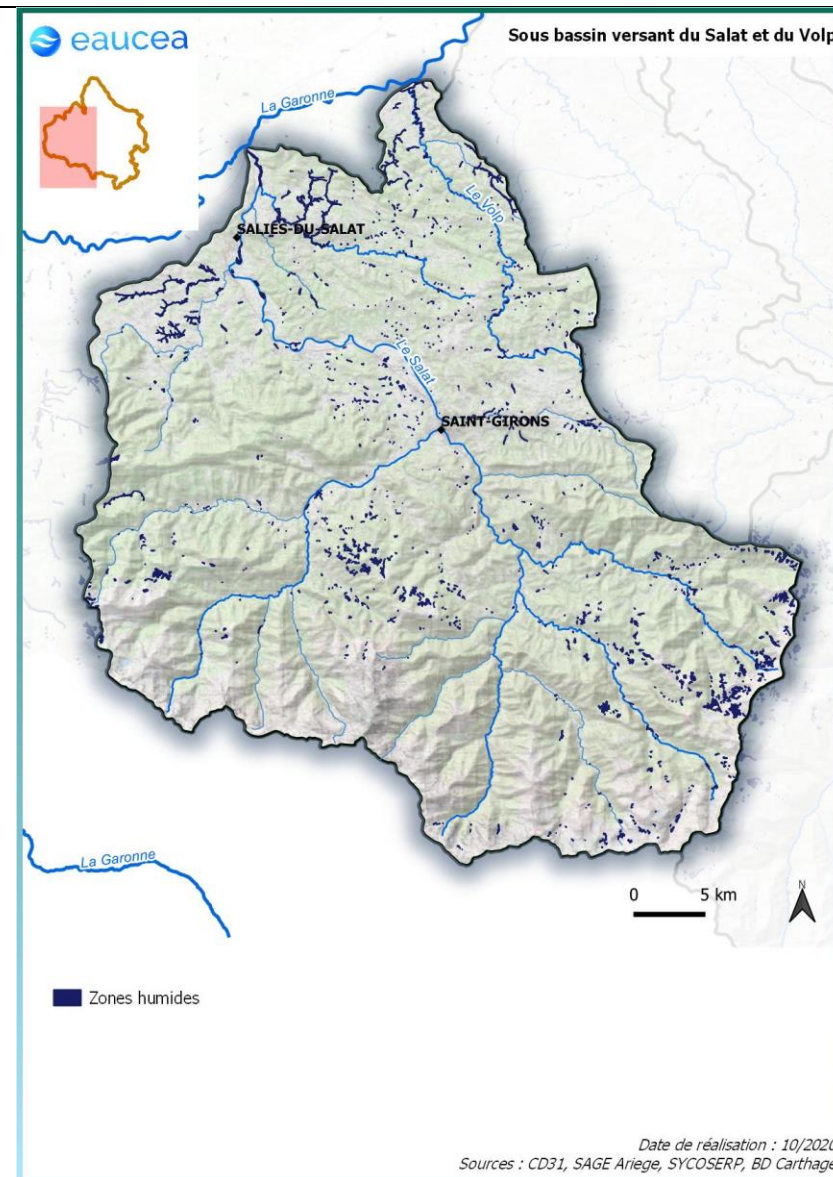 eaucea
Sous bassin versant du Salat et du Volp
La Garonne
Le Volp
SALIES-DU-SALAT
Le Salat
SAINT-GIRONS
La Garonne
0 5 km
N
Zones humides
Date de réalisation : 10/2020
Sources : CD31, SAGE Ariege, SYCOSERP, BD Carthage